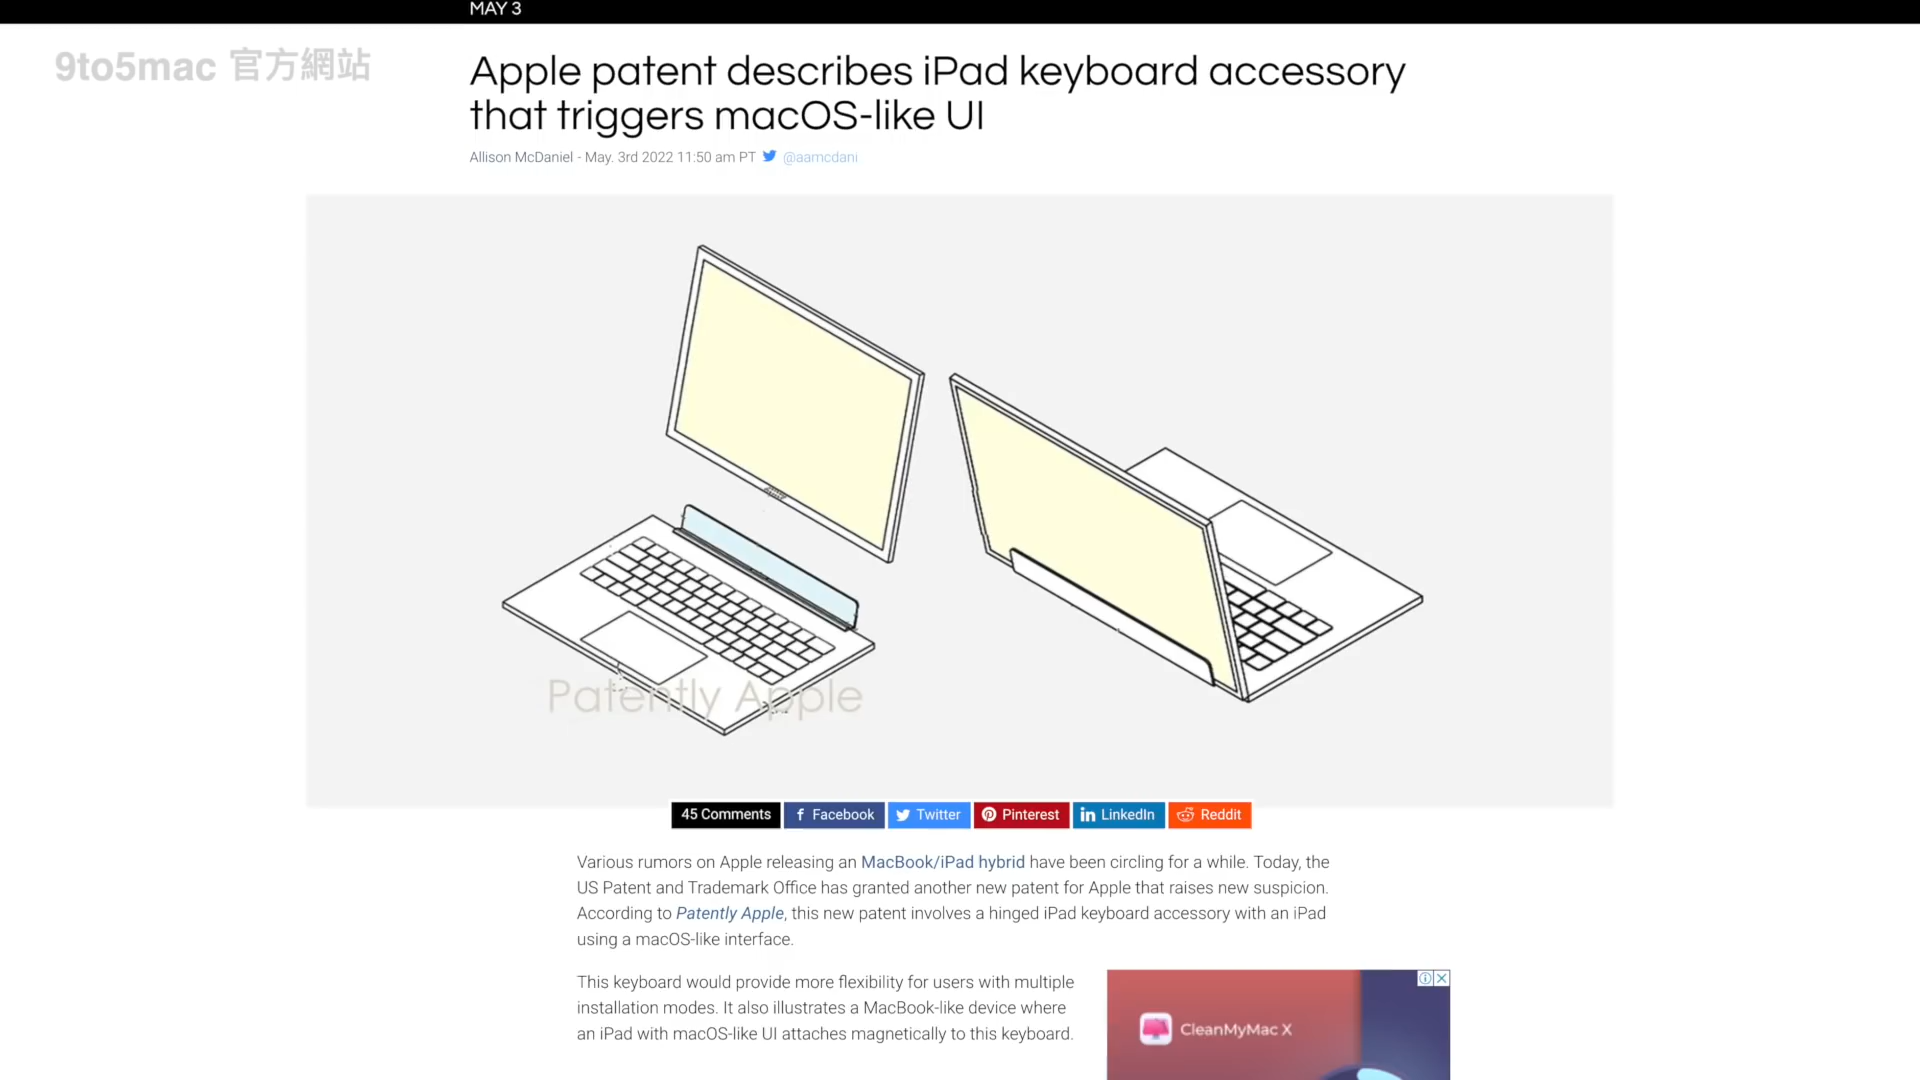 MAY 3
9to5mac 官方網站
Apple patent describes iPad keyboard accessory
that triggers macOS-like UI
Allison McDaniel - May. 3rd 2022 11:50 am PT @aamcdani
Patently Apple
45 Comments Facebook Twitter Pinterest LinkedIn Reddit
Various rumors on Apple releasing an MacBook/iPad hybrid have been circling for a while. Today, the
US Patent and Trademark Office has granted another new patent for Apple that raises new suspicion.
According to Patently Apple, this new patent involves a hinged iPad keyboard accessory with an iPad
using a macOS-like interface.
This keyboard would provide more flexibility for users with multiple
installation modes. It also illustrates a MacBook-like device where
an iPad with macOS-like UI attaches magnetically to this keyboard.
CleanMyMac X